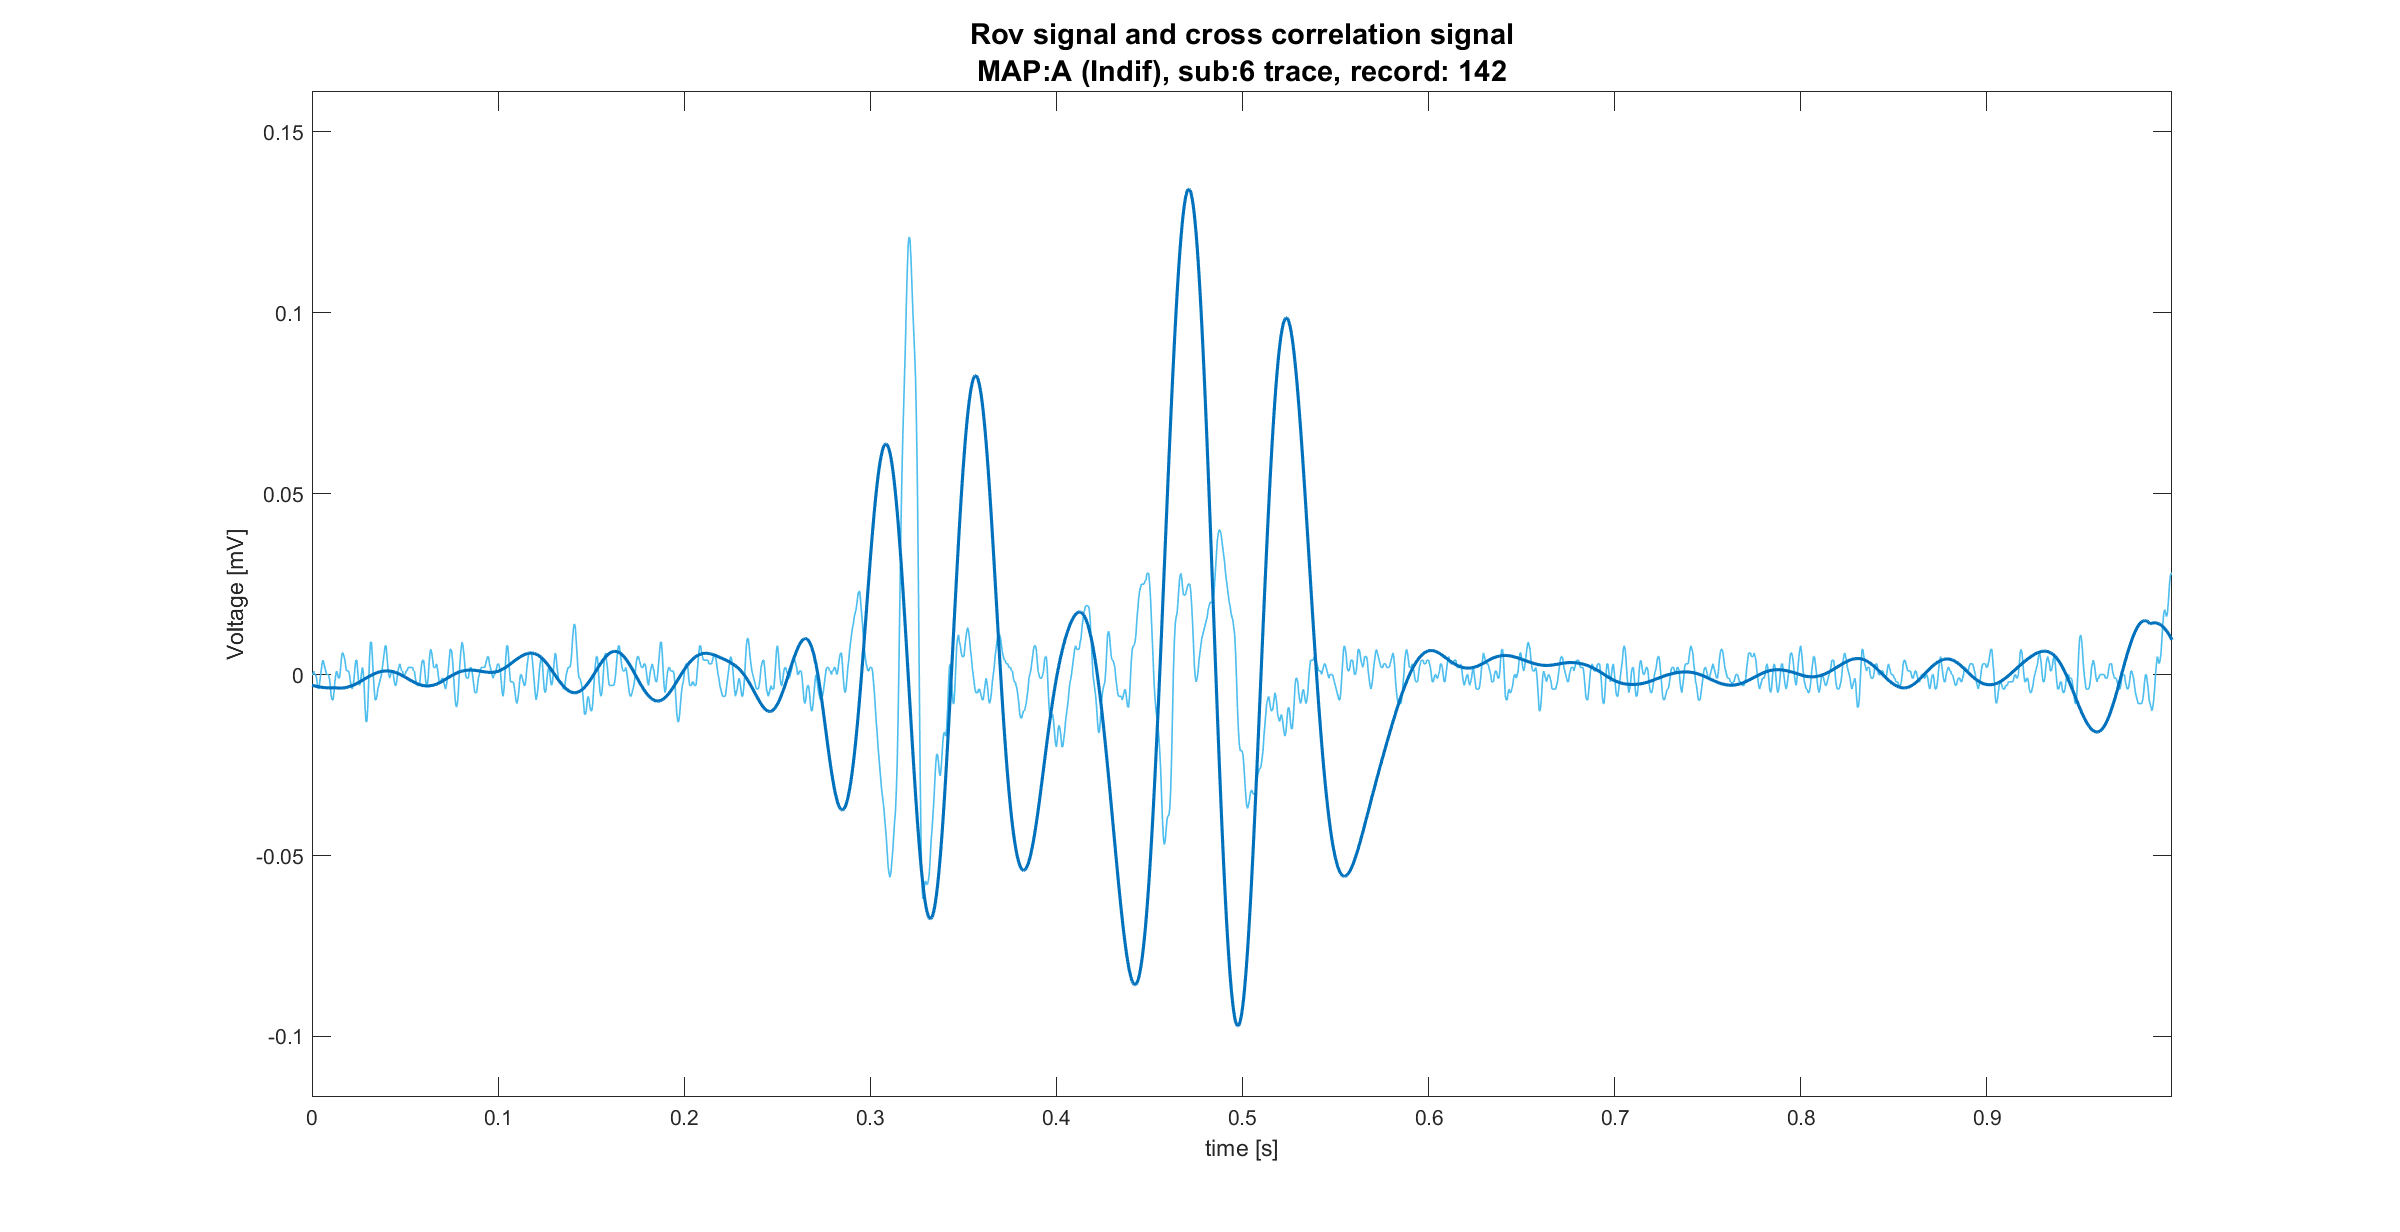 Rov signal and cross correlation signal
MAP:A (Indif), sub:6 trace, record: 142
0.15
0.1
0.05
0
-0.05
-0.1
Voltage [mV]
0 0.1 0.2 0.3 0.4 0.5 0.6 0.7 0.8 0.9
time [s]